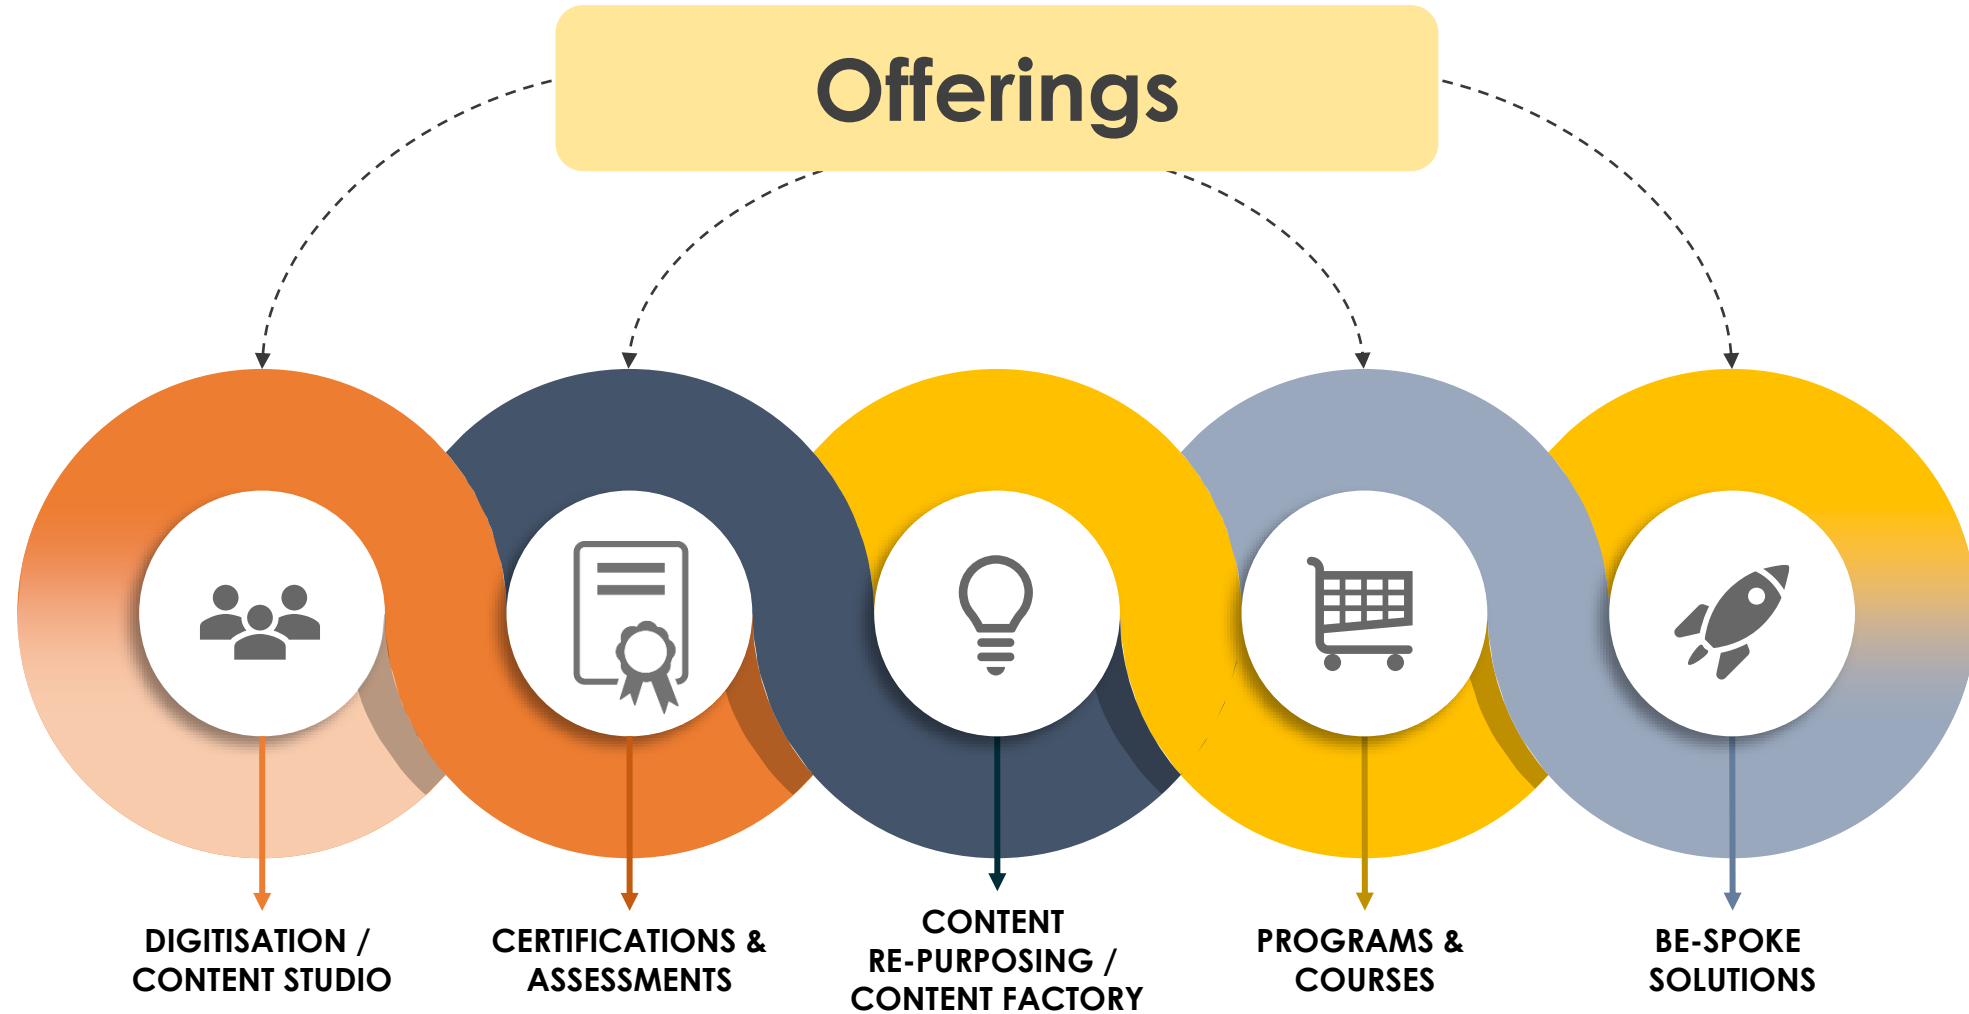 Offerings
DIGITISATION /
CONTENT STUDIO
CERTIFICATIONS &
ASSESSMENTS
CONTENT
RE-PURPOSING /
CONTENT FACTORY
PROGRAMS &
COURSES
BE-SPOKE
SOLUTIONS